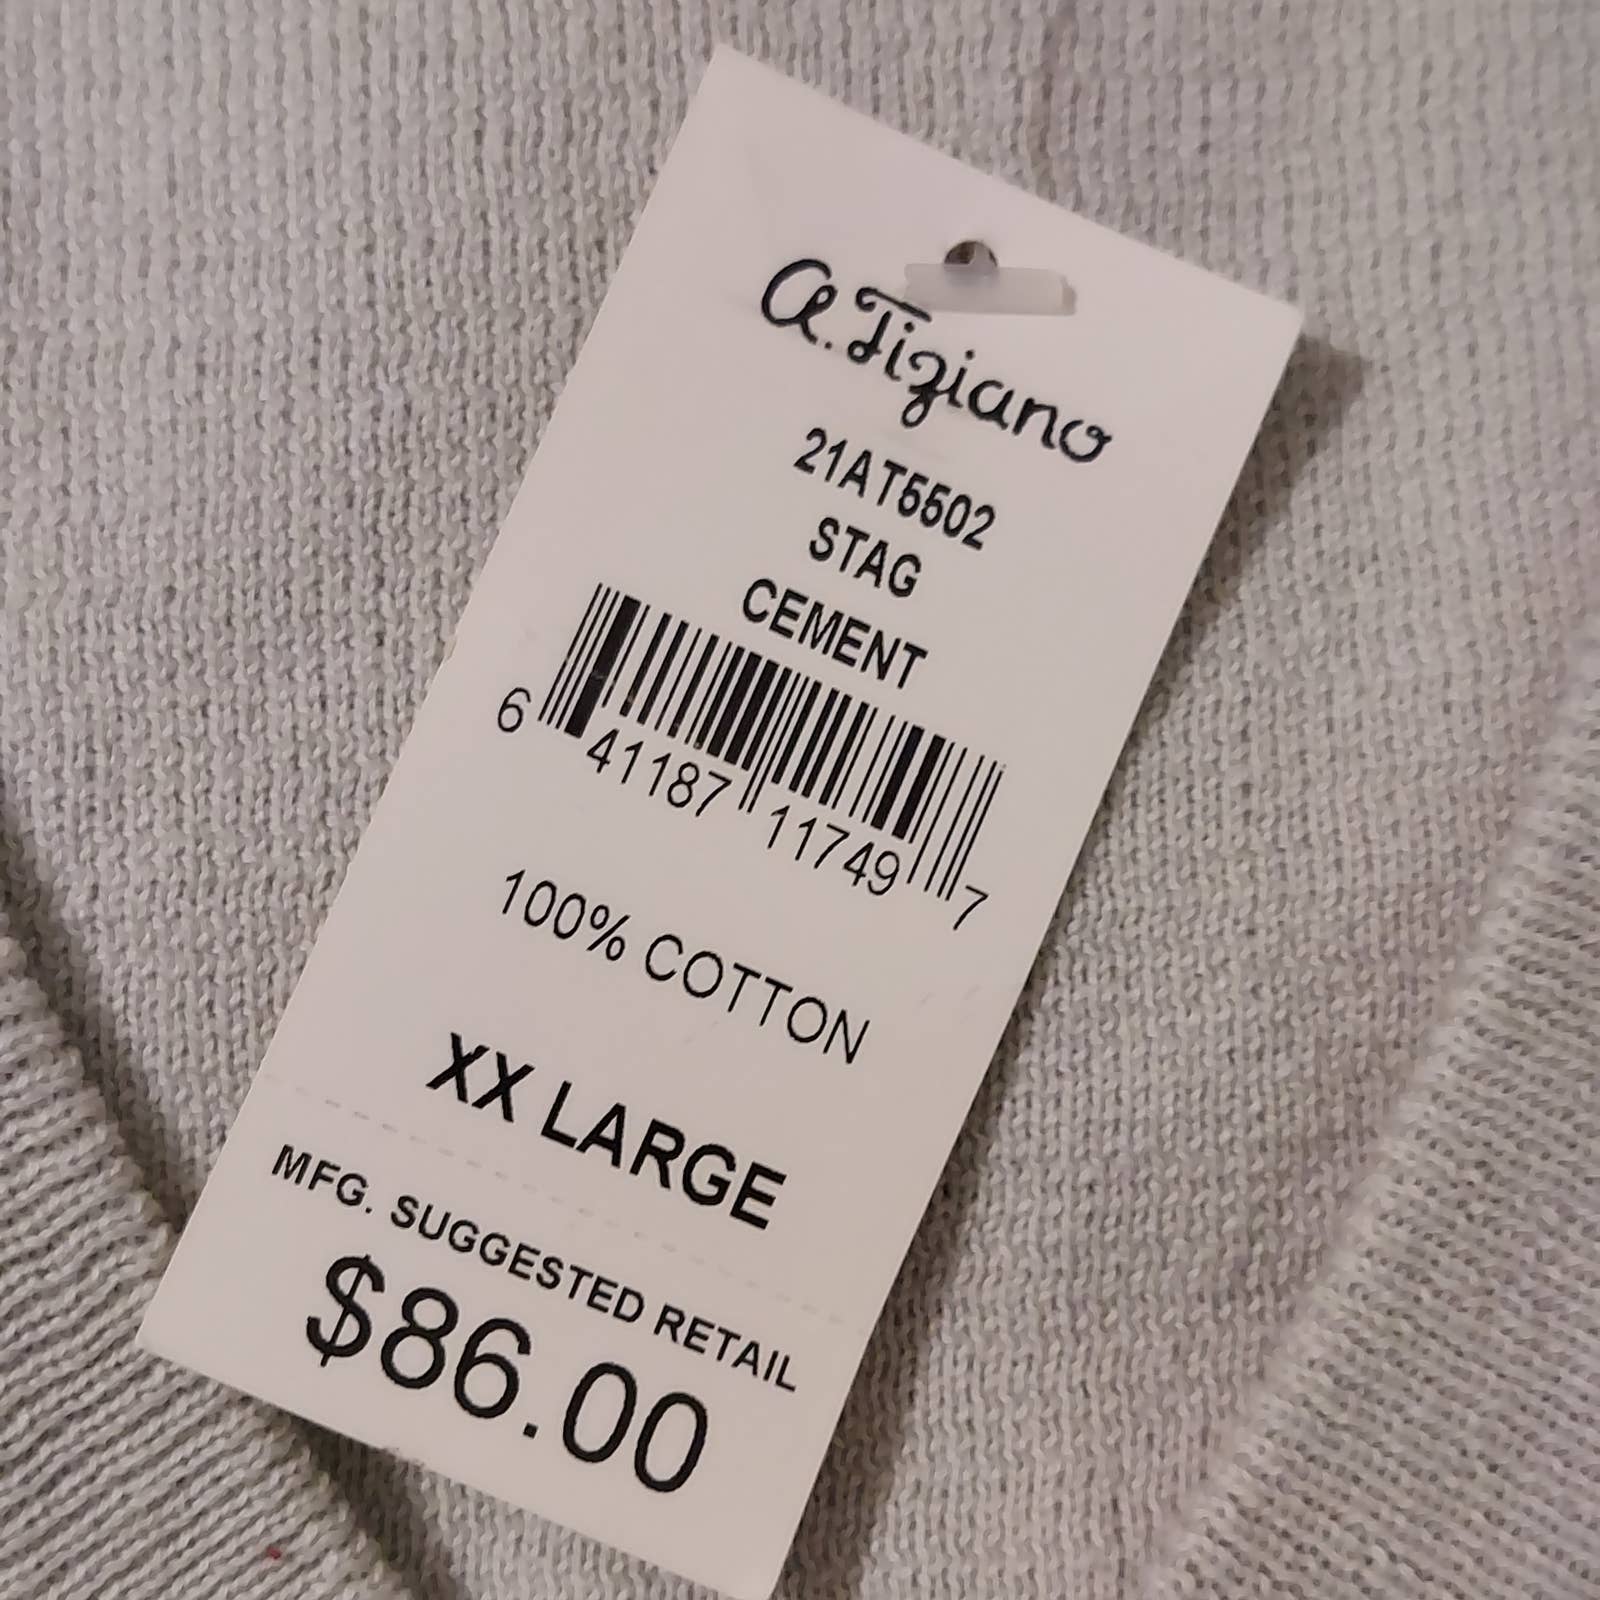 a. Tiziano
21AT5502
STAG
CEMENT
6 41187 11749 7
100% COTTON
XX LARGE
MFG. SUGGESTED RETAIL
$86.00